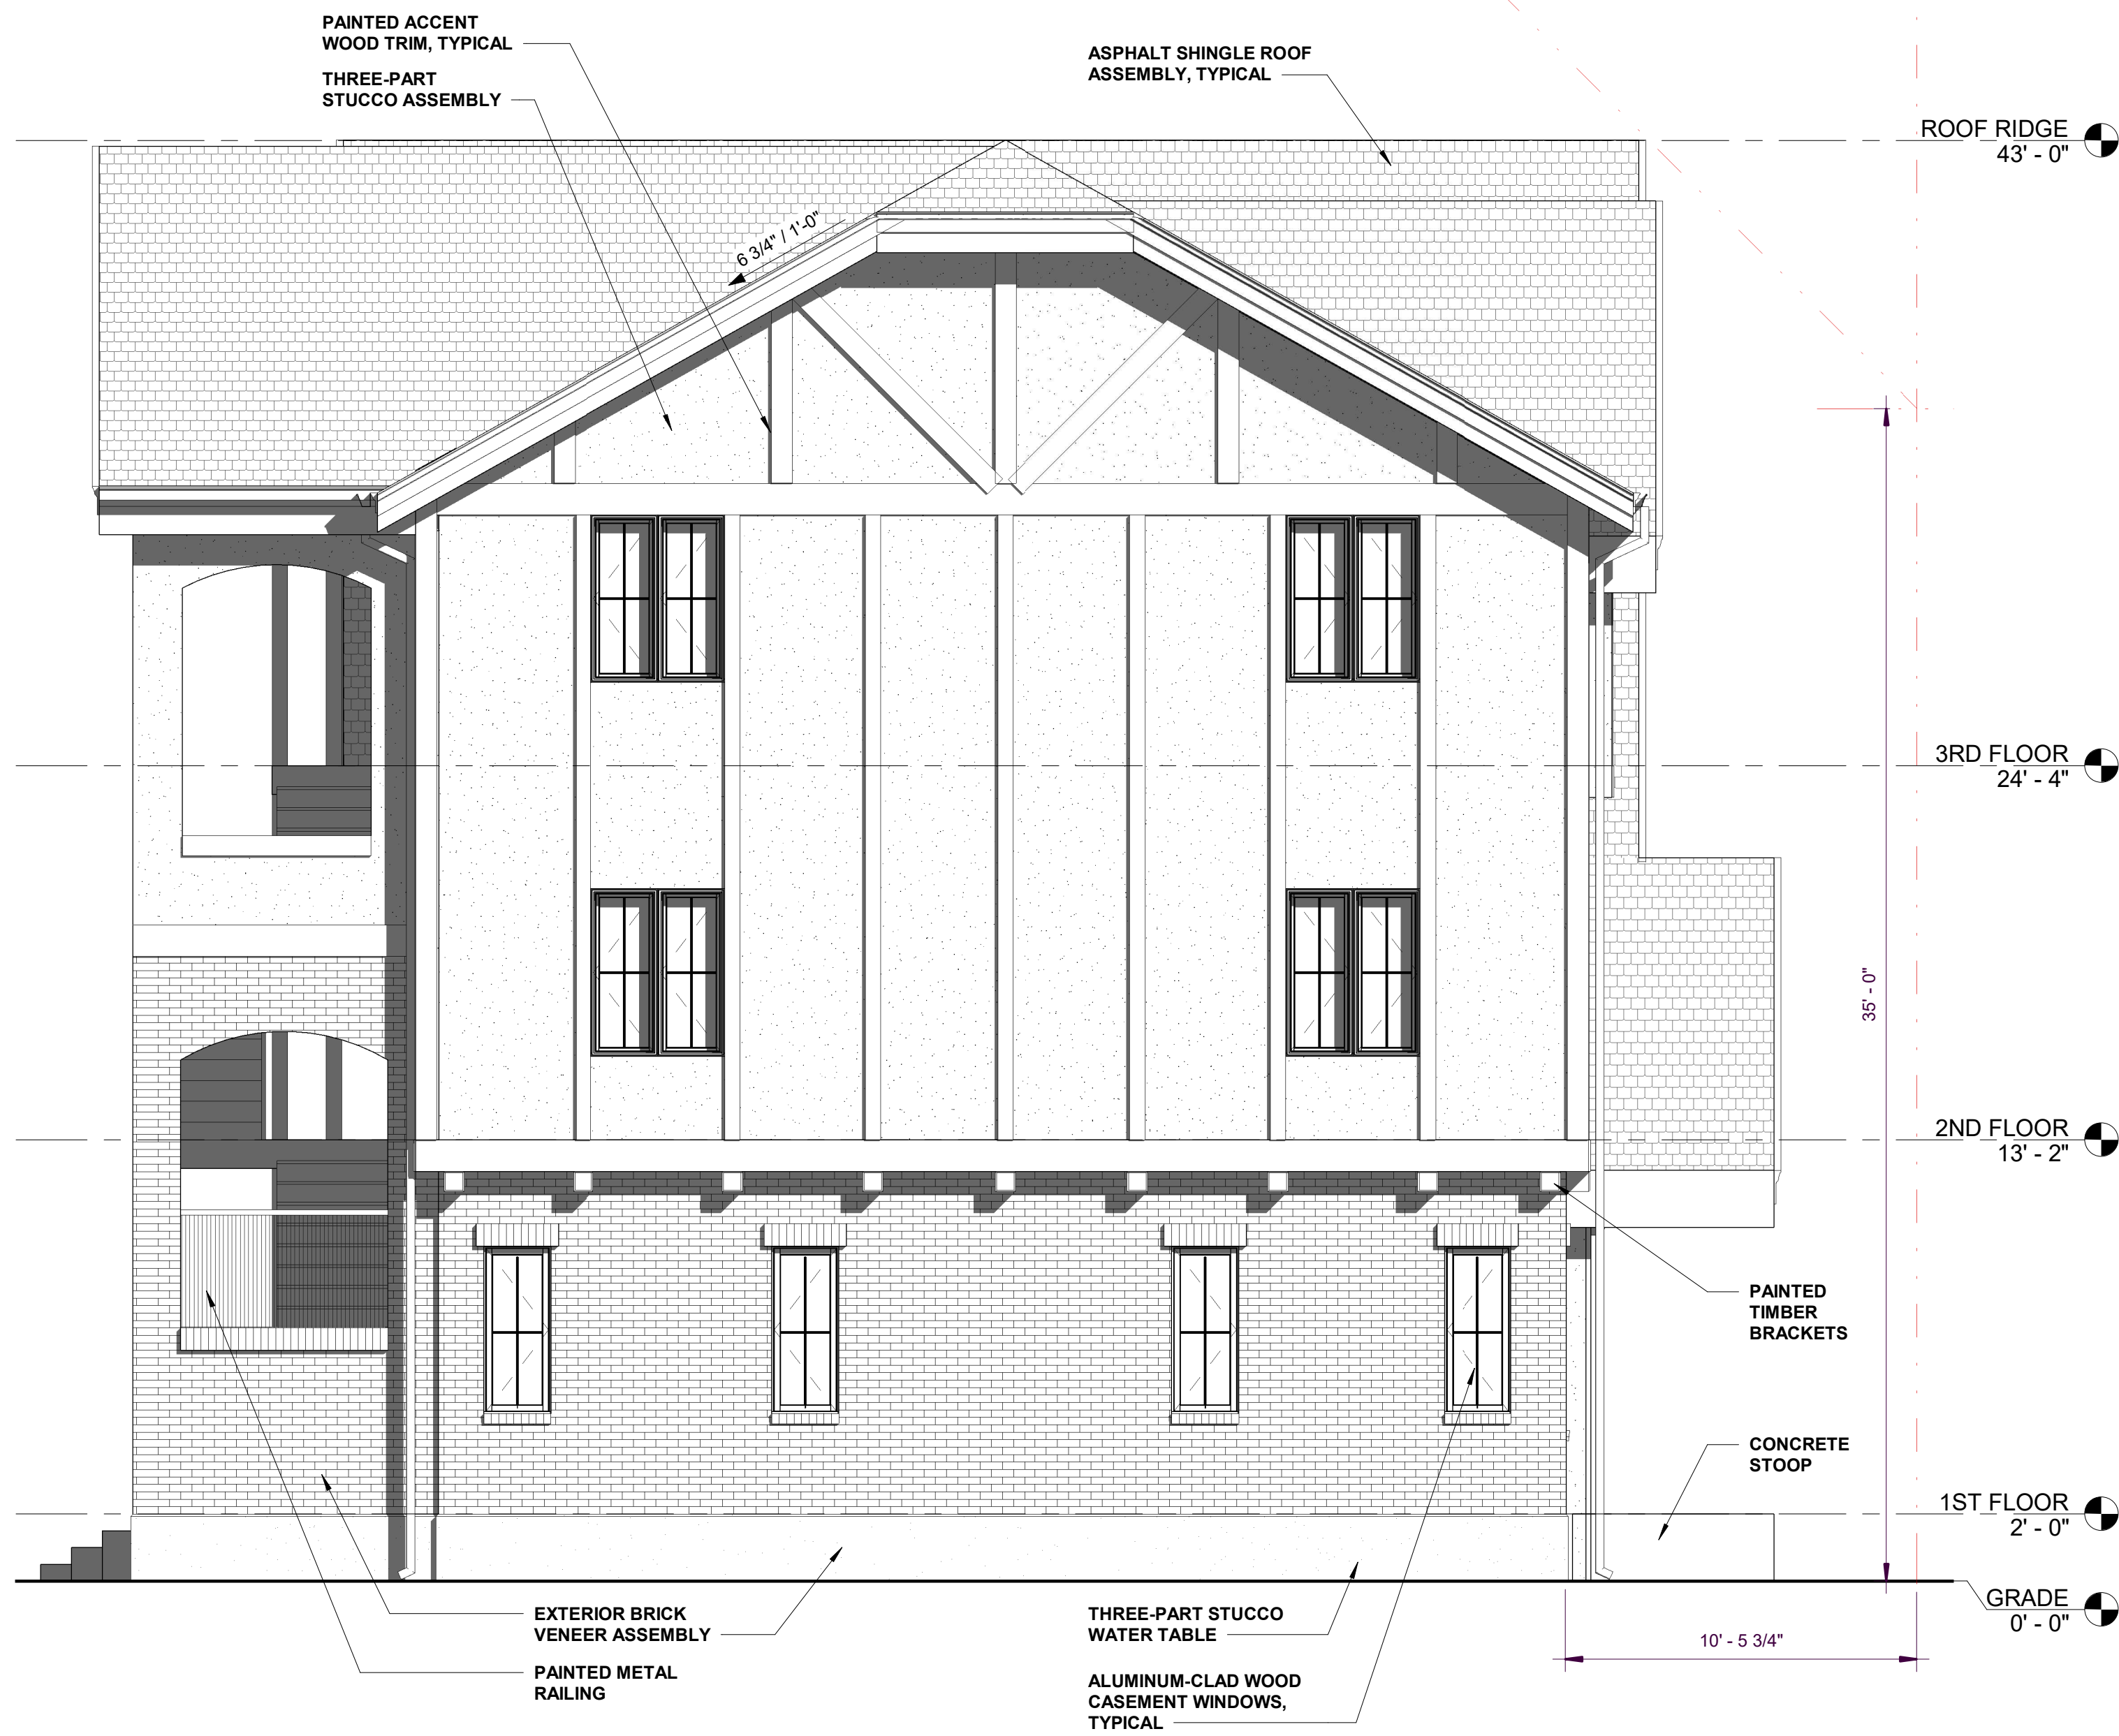 PAINTED ACCENT
WOOD TRIM, TYPICAL
THREE-PART
STUCCO ASSEMBLY
ASPHALT SHINGLE ROOF
ASSEMBLY, TYPICAL
ROOF RIDGE
43' - 0"
6 3/4" / 1'-0"
3RD FLOOR
24' - 4"
35' - 0"
2ND FLOOR
13' - 2"
PAINTED
TIMBER
BRACKETS
CONCRETE
STOOP
1ST FLOOR
2' - 0"
GRADE
0' - 0"
EXTERIOR BRICK
VENEER ASSEMBLY
PAINTED METAL
RAILING
THREE-PART STUCCO
WATER TABLE
ALUMINUM-CLAD WOOD
CASEMENT WINDOWS,
TYPICAL
10' - 5 3/4"